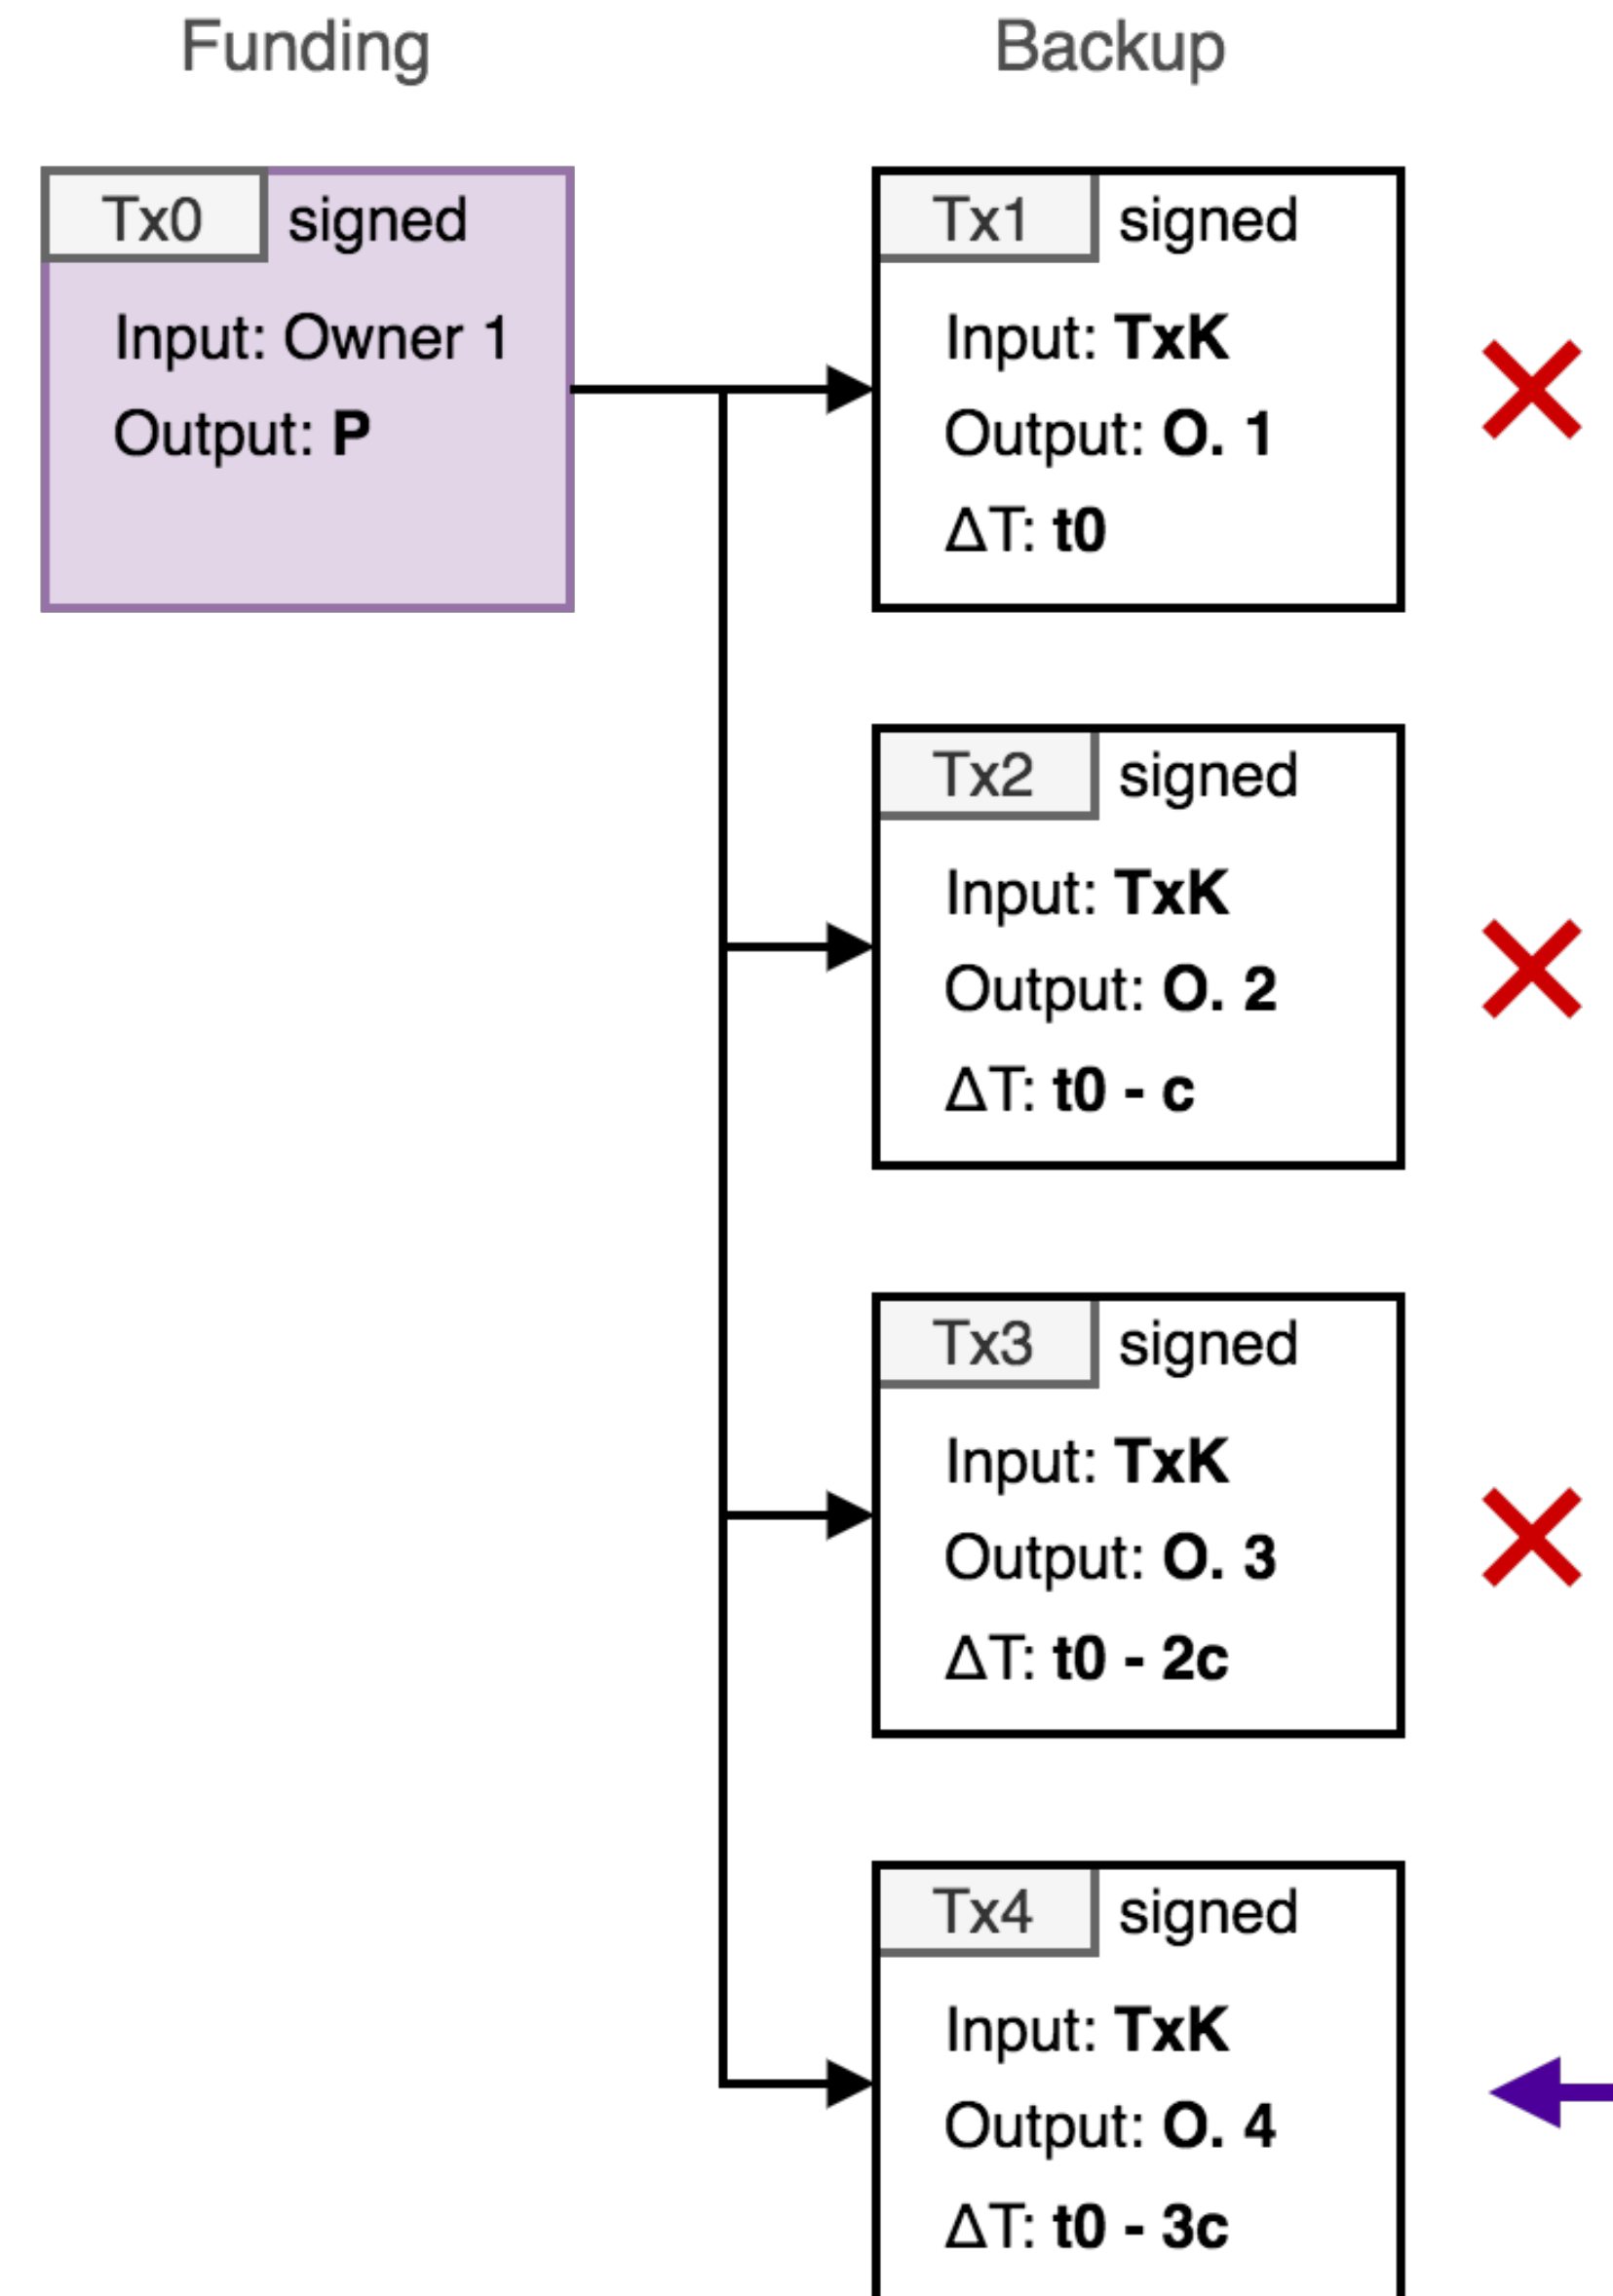 Funding
Backup
Tx0 signed
Input: Owner 1
Output: P
Tx1 signed
Input: TxK
Output: O. 1
ΔT: t0
Tx2 signed
Input: TxK
Output: O. 2
ΔT: t0 - c
Tx3 signed
Input: TxK
Output: O. 3
ΔT: t0 - 2c
Tx4 signed
Input: TxK
Output: O. 4
ΔT: t0 - 3c